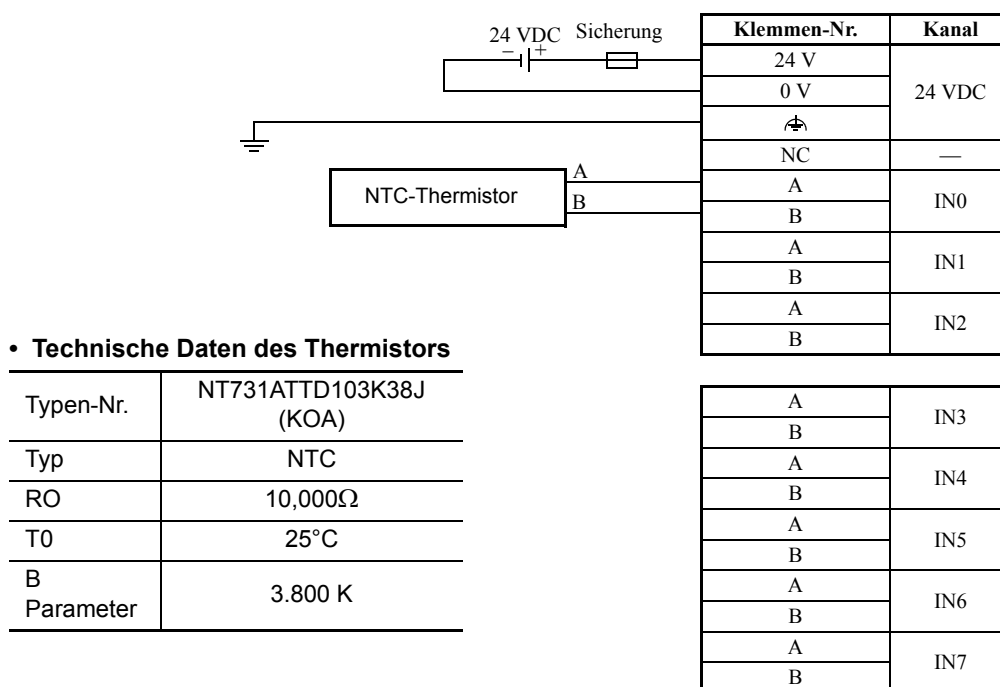 24 VDC Sicherung
− +
NTC-Thermistor
A
B
Klemmen-Nr. Kanal
24 V
0 V
24 VDC
NC —
A
B
IN0
A
B
IN1
A
B
IN2
• Technische Daten des Thermistors
Typen-Nr. NT731ATTD103K38J
(KOA)
Typ NTC
RO 10,000Ω
T0 25°C
B
Parameter 3.800 K
A
B
IN3
A
B
IN4
A
B
IN5
A
B
IN6
A
B
IN7